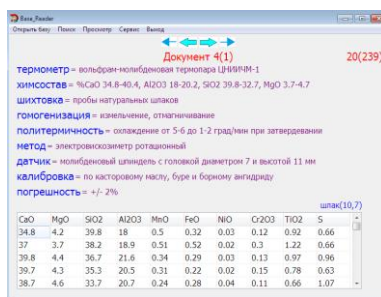 Base_Reader
Открыть базу Поиск Просмотр Сервис Выход
Документ 4(1) 20(239)
термометр = вольфрам-молибденовая термопара ЦНИИЧМ-1
химсостав = %CaO 34.8-40.4, Al2O3 18-20.2, SiO2 39.8-32.7, MgO 3.7-4.7
шихтовка = пробы натуральных шлаков
гомогенизация = измельчение, отмагничивание
политермичность = охлаждение от 5-6 до 1-2 град/мин при затвердевании
метод = электровискозиметр ротационный
датчик = молибденовый шпиндель с головкой диаметром 7 и высотой 11 мм
калибровка = по касторовому маслу, буре и борному ангидриду
погрешность = +/- 2%
шлак(10,7)
CaO MgO SiO2 Al2O3 MnO FeO NiO Cr2O3 TiO2 S
34.8 4.2 39.8 18 0.5 0.32 0.03 0.12 0.92 0.66
37 3.7 38.2 18.9 0.51 0.52 0.02 0.3 1.22 0.66
39.8 4.4 36.7 21.6 0.34 0.29 0.03 0.13 0.97 0.96
39.7 4.3 35.3 20.5 0.31 0.22 0.02 0.15 0.78 0.63
38.7 4.6 33.7 20.7 0.24 0.28 0.04 0.11 0.66 1.07